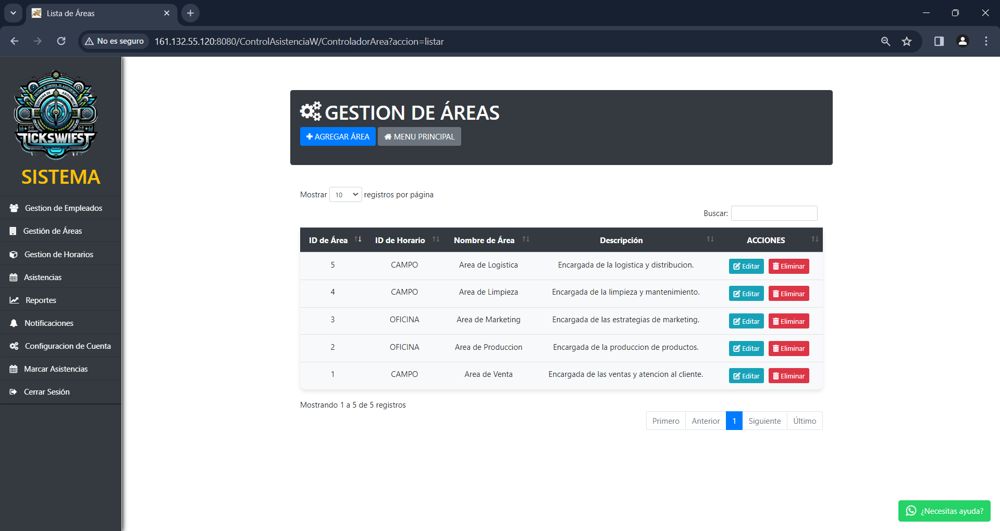 Lista de Áreas
No es seguro 161.132.55.120:8080/ControlAsistenciaW/ControladorArea?accion=listar
TICKSWIFST
SISTEMA
Gestion de Empleados
Gestión de Áreas
Gestion de Horarios
Asistencias
Reportes
Notificaciones
Configuracion de Cuenta
Marcar Asistencias
Cerrar Sesión
GESTION DE ÁREAS
AGREGAR ÁREA MENU PRINCIPAL
Mostrar 10 registros por página
Buscar:
ID de Área ID de Horario Nombre de Área Descripción ACCIONES
5 CAMPO Area de Logistica Encargada de la logistica y distribucion. Editar Eliminar
4 CAMPO Area de Limpieza Encargada de la limpieza y mantenimiento. Editar Eliminar
3 OFICINA Area de Marketing Encargada de las estrategias de marketing. Editar Eliminar
2 OFICINA Area de Produccion Encargada de la produccion de productos. Editar Eliminar
1 CAMPO Area de Venta Encargada de las ventas y atencion al cliente. Editar Eliminar
Mostrando 1 a 5 de 5 registros
Primero Anterior 1 Siguiente Último
¿Necesitas ayuda?